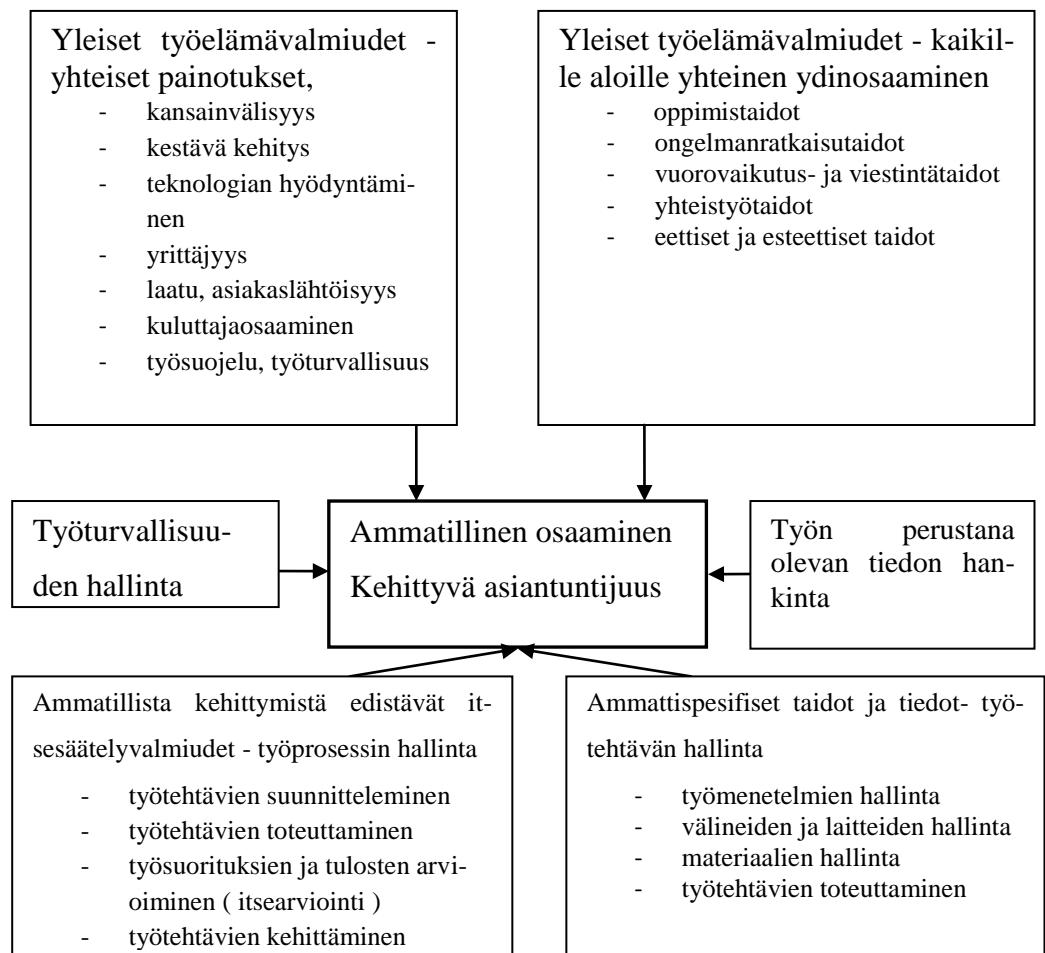 Yleiset työelämävalmiudet -
yhteiset painotukset,
- kansainvälisyys
- kestävä kehitys
- teknologian hyödyntämi-
nen
- yrittäjyys
- laatu, asiakaslähtöisyys
- kuluttajaosaaminen
- työsuojelu, työturvallisuus
Yleiset työelämävalmiudet - kaikil-
le aloille yhteinen ydinosaaminen
- oppimistaidot
- ongelmanratkaisutaidot
- vuorovaikutus- ja viestintätaidot
- yhteistyötaidot
- eettiset ja esteettiset taidot
Työturvallisuu-
den hallinta
Ammatillinen osaaminen
Kehittyvä asiantuntijuus
Työn perustana
olevan tiedon han-
kinta
Ammatillista kehittymistä edistävät it-
sesäätelyvalmiudet - työprosessin hallinta
- työtehtävien suunnitteleminen
- työtehtävien toteuttaminen
- työsuorituksien ja tulosten arvi-
oiminen ( itsearviointi )
- työtehtävien kehittäminen
Ammattispesifiset taidot ja tiedot- työ-
tehtävän hallinta
- työmenetelmien hallinta
- välineiden ja laitteiden hallinta
- materiaalien hallinta
- työtehtävien toteuttaminen